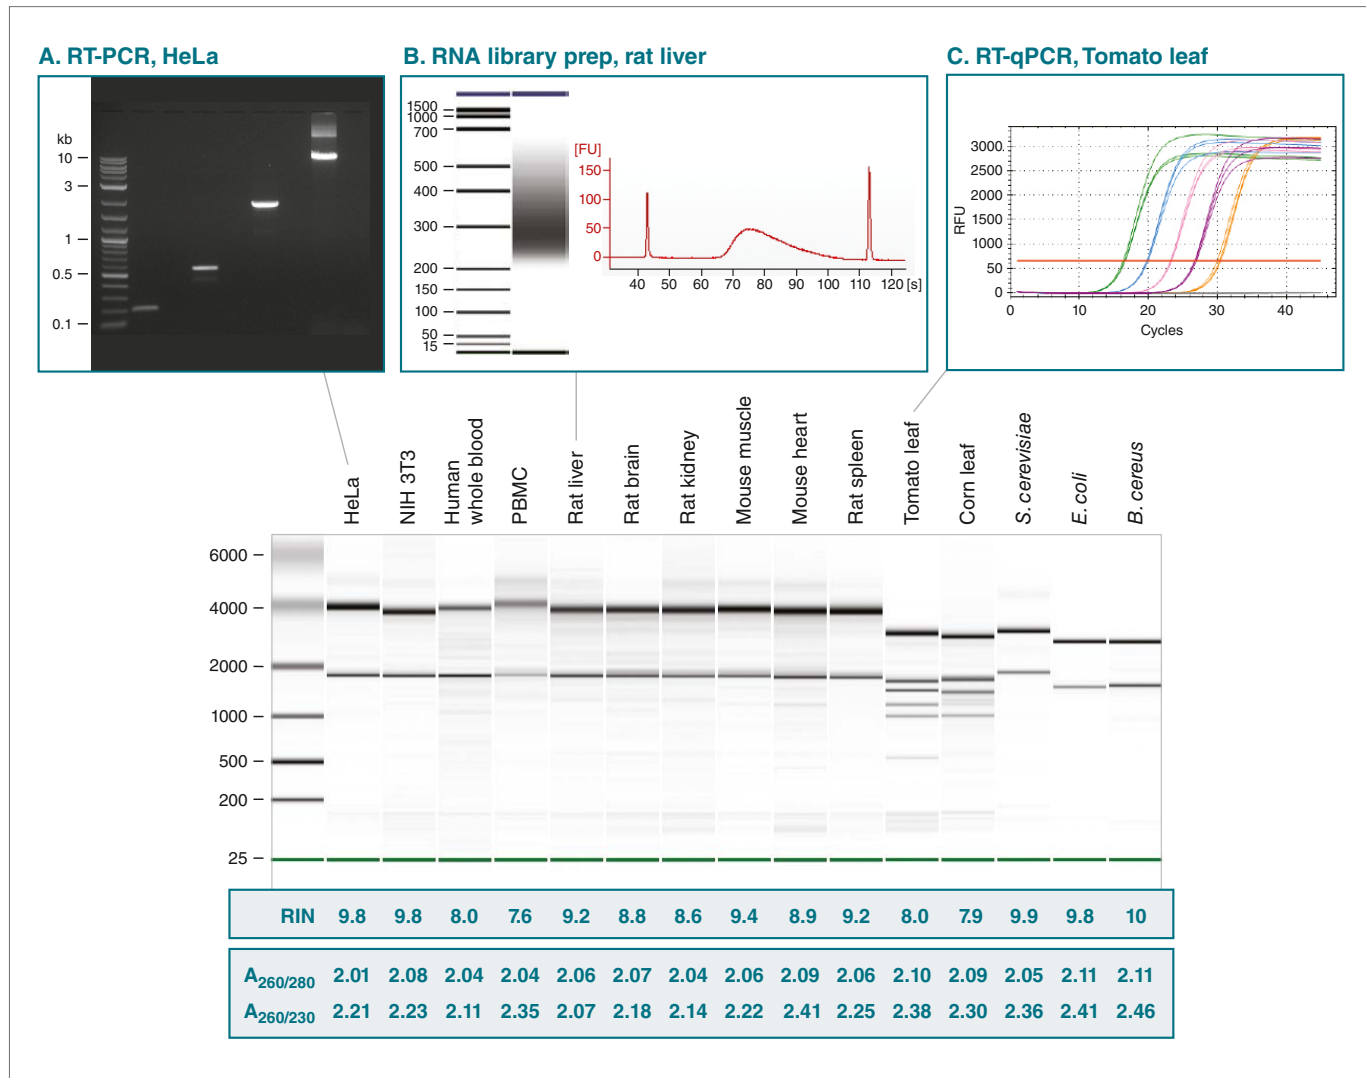 A. RT-PCR, HeLa
kb
10
3
1
0.5
0.1
B. RNA library prep, rat liver
1500
1000
700
500
400
300
200
150
100
50
15
[FU]
150
100
50
0
40 50 60 70 80 90 100 110 120 [s]
C. RT-qPCR, Tomato leaf
RFU
3000
2500
2000
1500
1000
50
0
0 10 20 30 40
Cycles
HeLa
NIH 3T3
Human
whole blood
PBMC
Rat liver
Rat brain
Rat kidney
Mouse muscle
Mouse heart
Rat spleen
Tomato leaf
Corn leaf
S. cerevisiae
E. coli
B. cereus
6000
4000
2000
1000
500
200
25
RIN 9.8 9.8 8.0 7.6 9.2 8.8 8.6 9.4 8.9 9.2 8.0 7.9 9.9 9.8 10
A260/280 2.01 2.08 2.04 2.04 2.06 2.07 2.04 2.06 2.09 2.06 2.10 2.09 2.05 2.11 2.11
A260/230 2.21 2.23 2.11 2.35 2.07 2.18 2.14 2.22 2.41 2.25 2.38 2.30 2.36 2.41 2.46